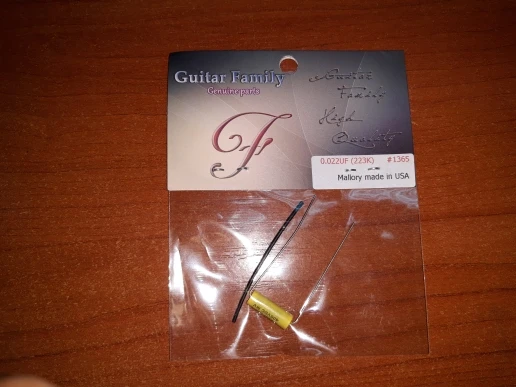 Guitar Family
Genuine parts
F
Guitar
Family
High
Quality
0.022UF (223K) #1365
Mallory made in USA